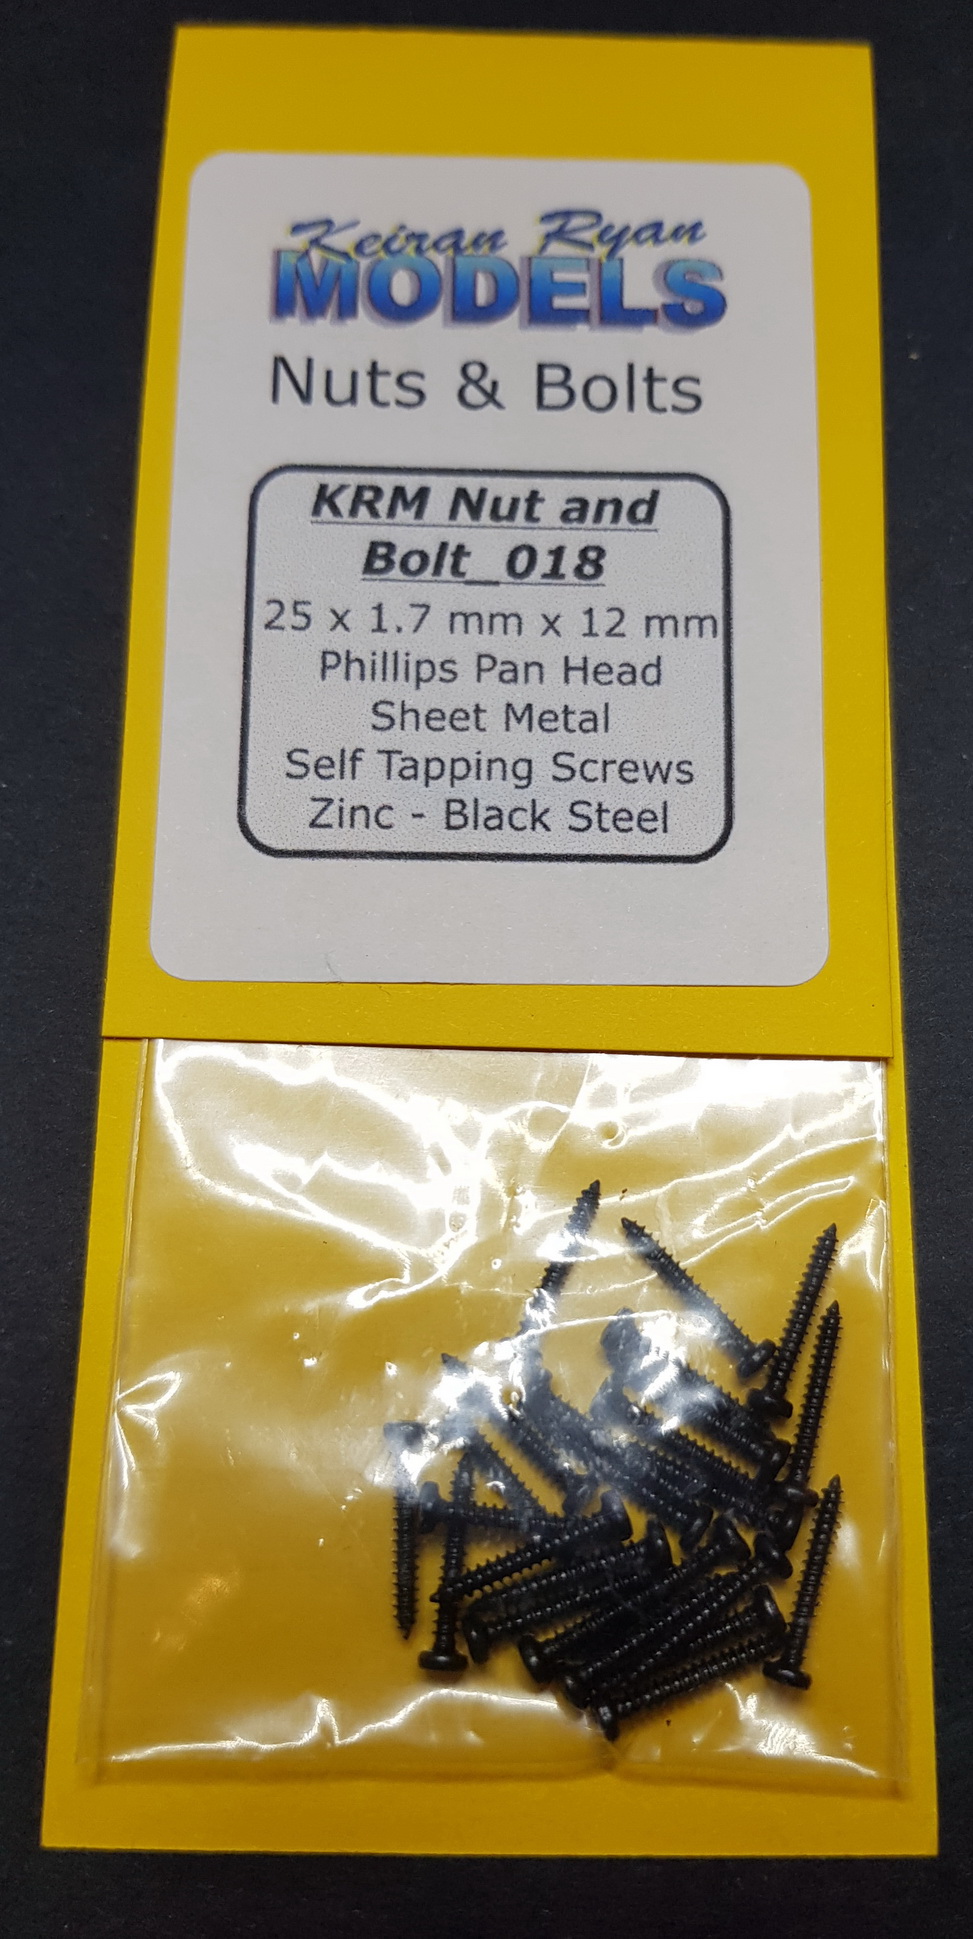 Keiran Ryan
MODELS
Nuts & Bolts
KRM Nut and
Bolt_018
25 x 1.7 mm x 12 mm
Phillips Pan Head
Sheet Metal
Self Tapping Screws
Zinc - Black Steel